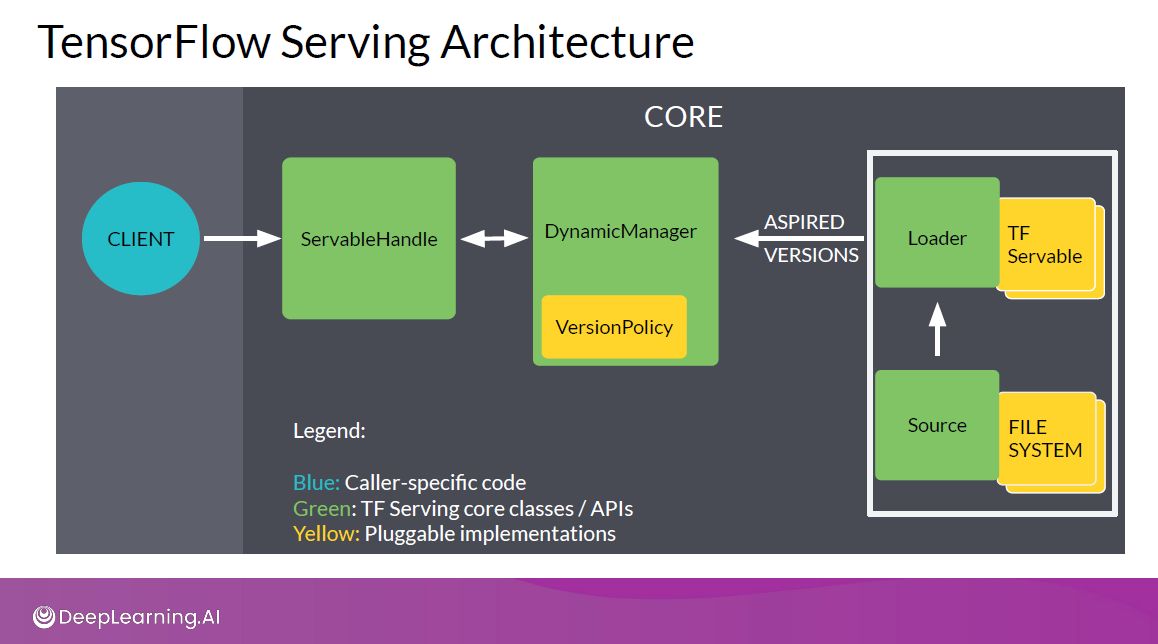 TensorFlow Serving Architecture
CORE
CLIENT
ServableHandle
DynamicManager
VersionPolicy
ASPIRED
VERSIONS
Loader
TF
Servable
Source
FILE
SYSTEM
Legend:
Blue: Caller-specific code
Green: TF Serving core classes / APIs
Yellow: Pluggable implementations
DeepLearning.AI